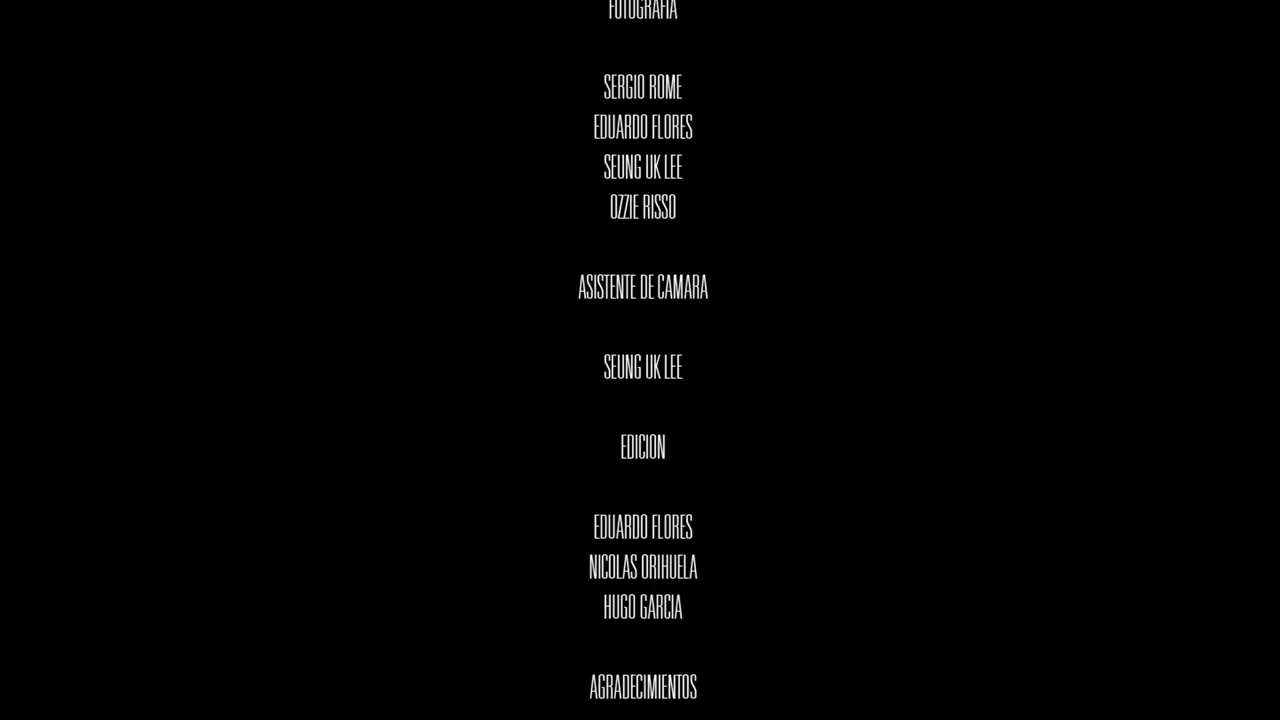 FOTOGRAFIA
SERGIO ROME
EDUARDO FLORES
SEUNG UK LEE
OZZIE RISSO
ASISTENTE DE CAMARA
SEUNG UK LEE
EDICION
EDUARDO FLORES
NICOLAS ORIHUELA
HUGO GARCIA
AGRADECIMIENTOS